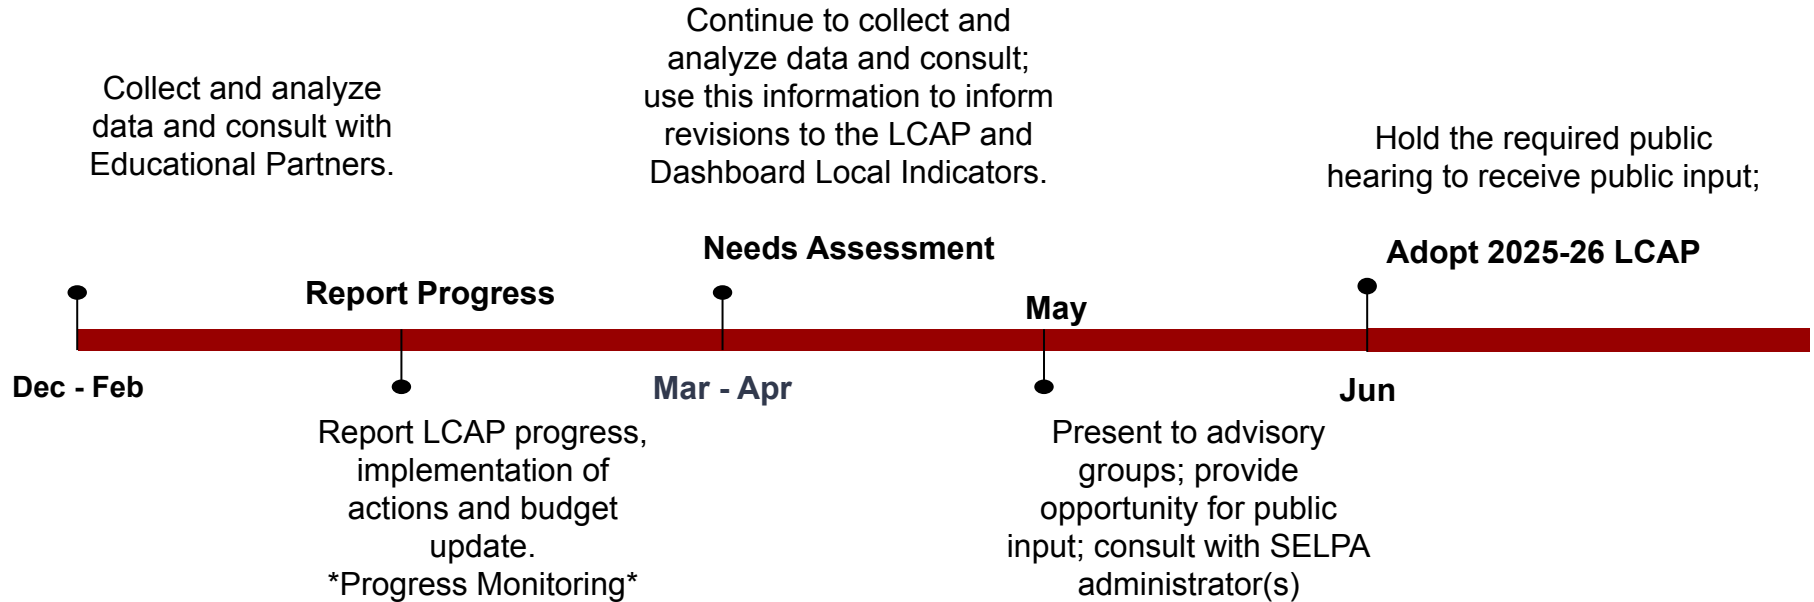 Collect and analyze
data and consult with
Educational Partners.
Dec - Feb
Report Progress
Report LCAP progress,
implementation of
actions and budget
update.
*Progress Monitoring*
Continue to collect and
analyze data and consult;
use this information to inform
revisions to the LCAP and
Dashboard Local Indicators.
Needs Assessment
Mar - Apr
May
Present to advisory
groups; provide
opportunity for public
input; consult with SELPA
administrator(s)
Hold the required public
hearing to receive public input;
Adopt 2025-26 LCAP
Jun